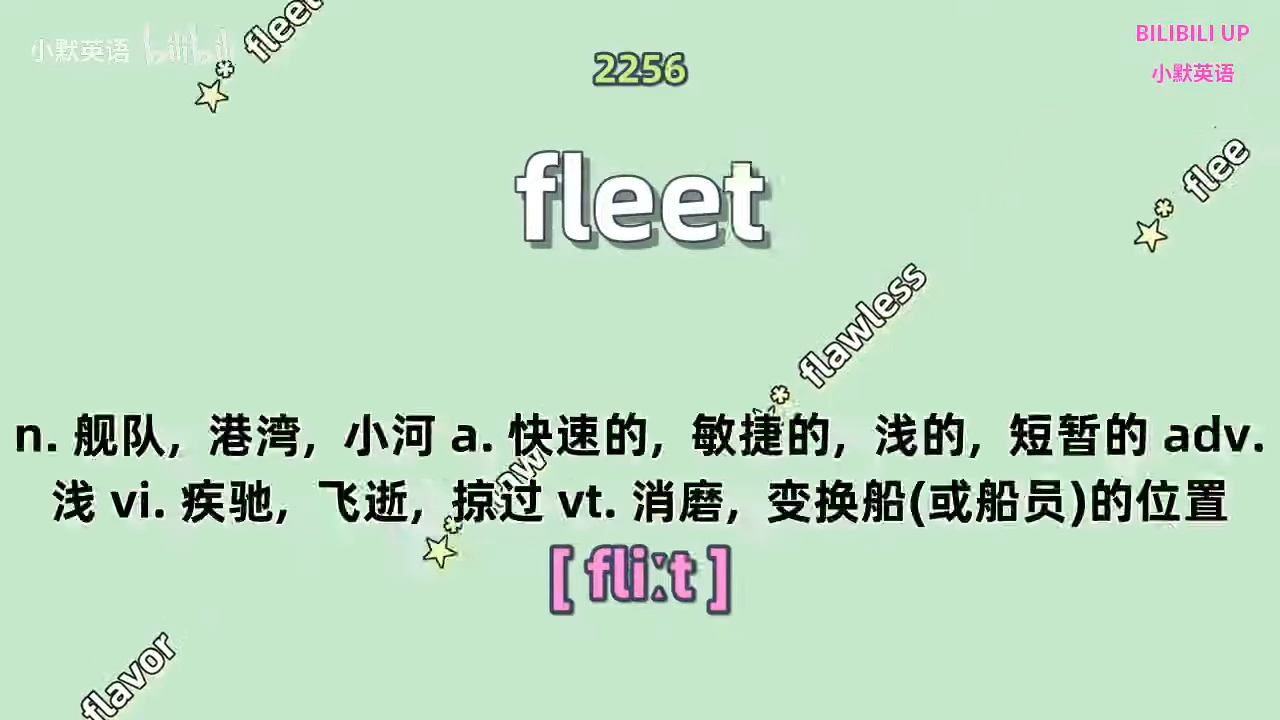 小默英语 bilibili
fleet
BILIBILI UP
小默英语
2256
fleet
flee
flawless
n. 舰队, 港湾, 小河 a. 快速的, 敏捷的, 浅的, 短暂的 adv.
浅 vi. 疾驰, 飞逝, 掠过 vt. 消磨, 变换船(或船员)的位置
[ fliːt ]
flavor